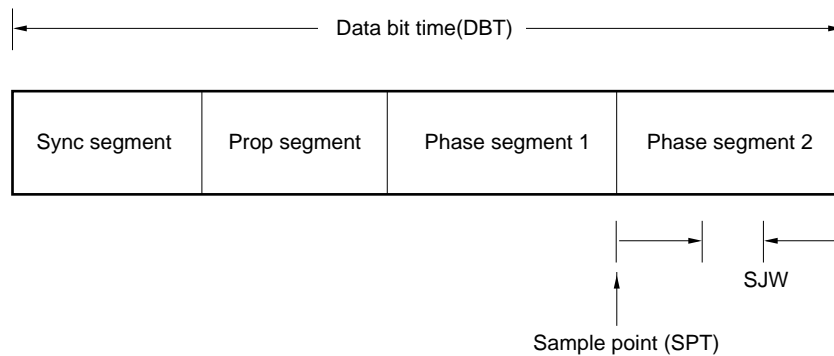 Data bit time(DBT)
Sync segment
Prop segment
Phase segment 1
Phase segment 2
SJW
Sample point (SPT)